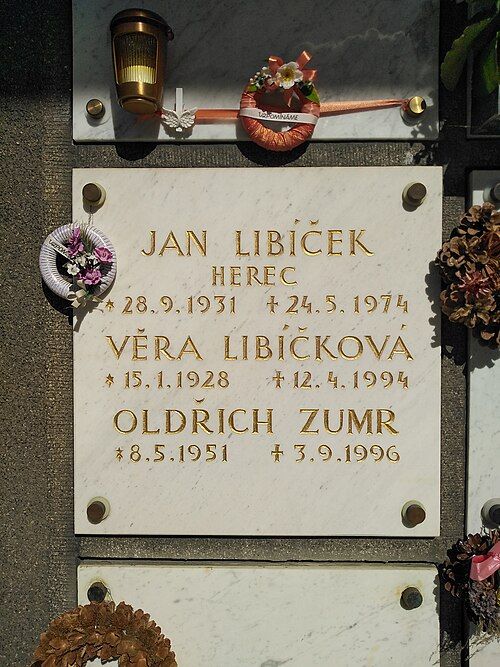 VZPOMÍNÁME
JAN LIBÍČEK
HEREC
* 28.9.1931 ✝ 24.5.1974
VĚRA LIBÍČKOVÁ
* 15.1.1928 ✝ 12.4.1994
OLDŘICH ZUMR
* 8.5.1951 ✝ 3.9.1996